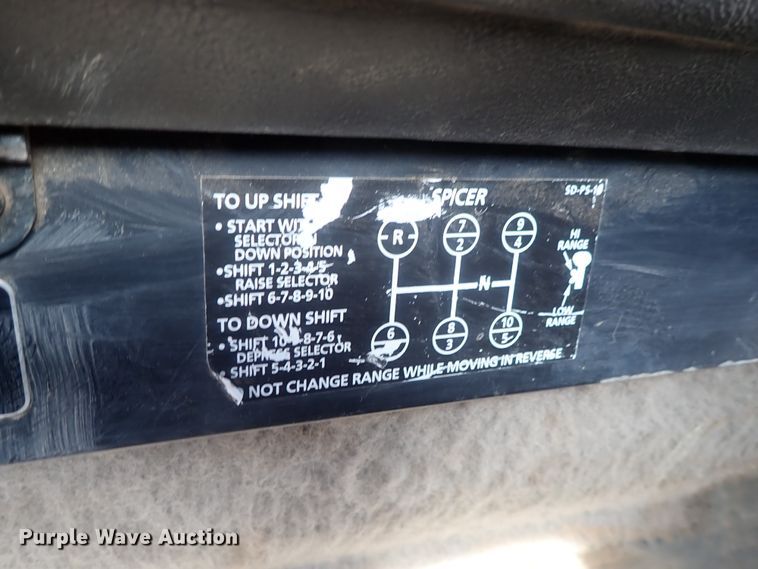 TO UP SHIFT
• START WITH
SELECTOR IN
DOWN POSITION
• SHIFT 1-2-3-4-5
RAISE SELECTOR
• SHIFT 6-7-8-9-10
TO DOWN SHIFT
• SHIFT 10 8-7-6
DEPRESS SELECTOR
• SHIFT 5-4-3-2-1
NOT CHANGE RANGE WHILE MOVING IN REVERSE
SPICER
SD-PS-10
R
7
2
9
4
N
6
8
3
10
5
HI
RANGE
LOW
RANGE
Purple Wave Auction